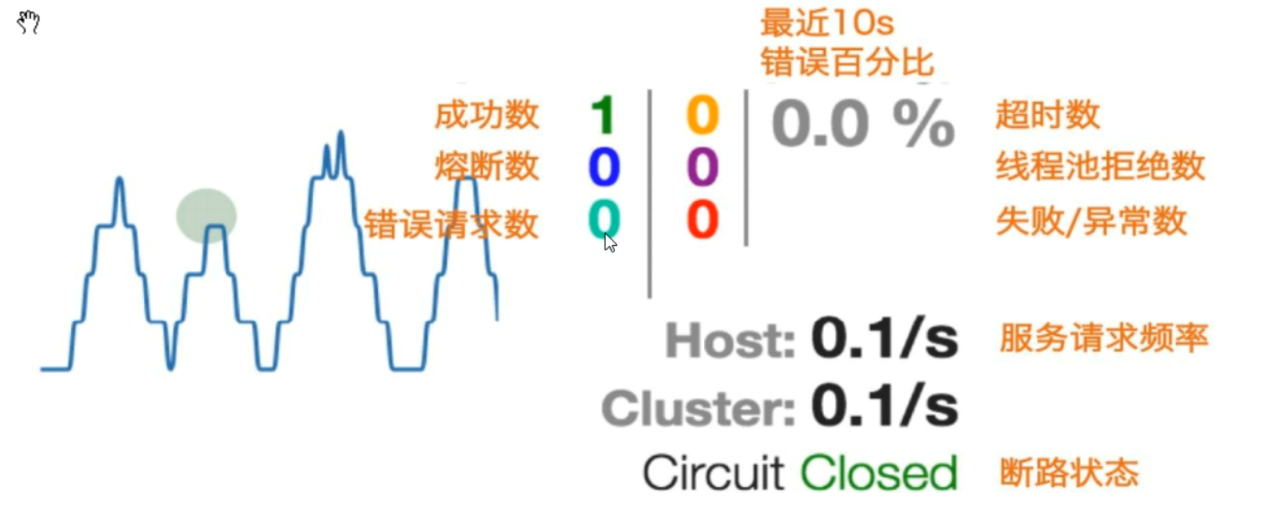 最近10s
错误百分比
成功数 1 0 0.0 % 超时数
熔断数 0 0 线程池拒绝数
错误请求数 0 0 失败/异常数
Host: 0.1/s 服务请求频率
Cluster: 0.1/s
Circuit Closed 断路状态